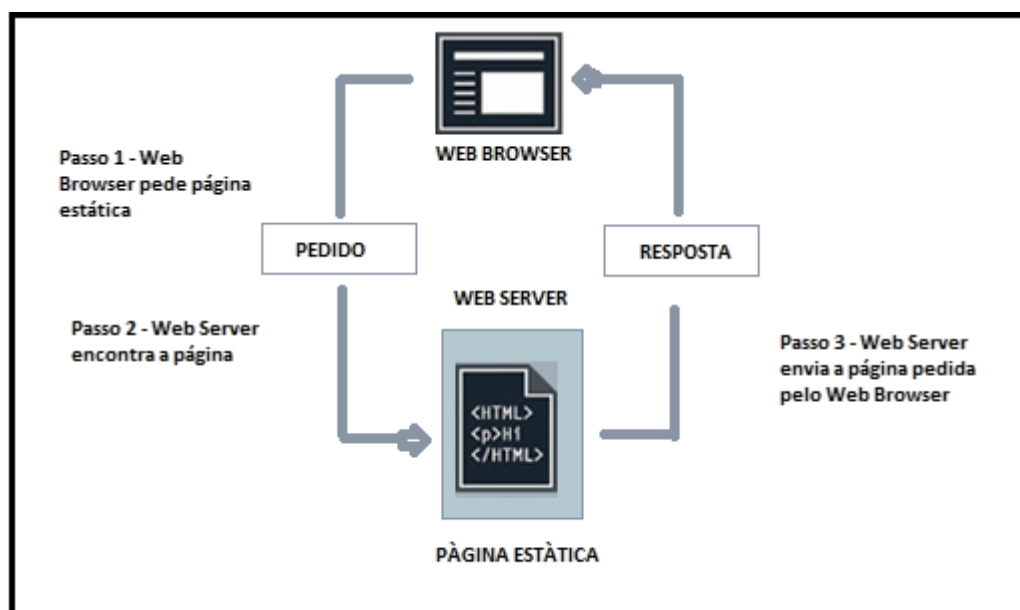 WEB BROWSER
Passo 1 - Web
Browser pede página
estática
PEDIDO
RESPOSTA
WEB SERVER
Passo 2 - Web Server
encontra a página
Passo 3 - Web Server
envia a página pedida
pelo Web Browser
<HTML>
<p>Hi
</HTML>
PÀGINA ESTÀTICA